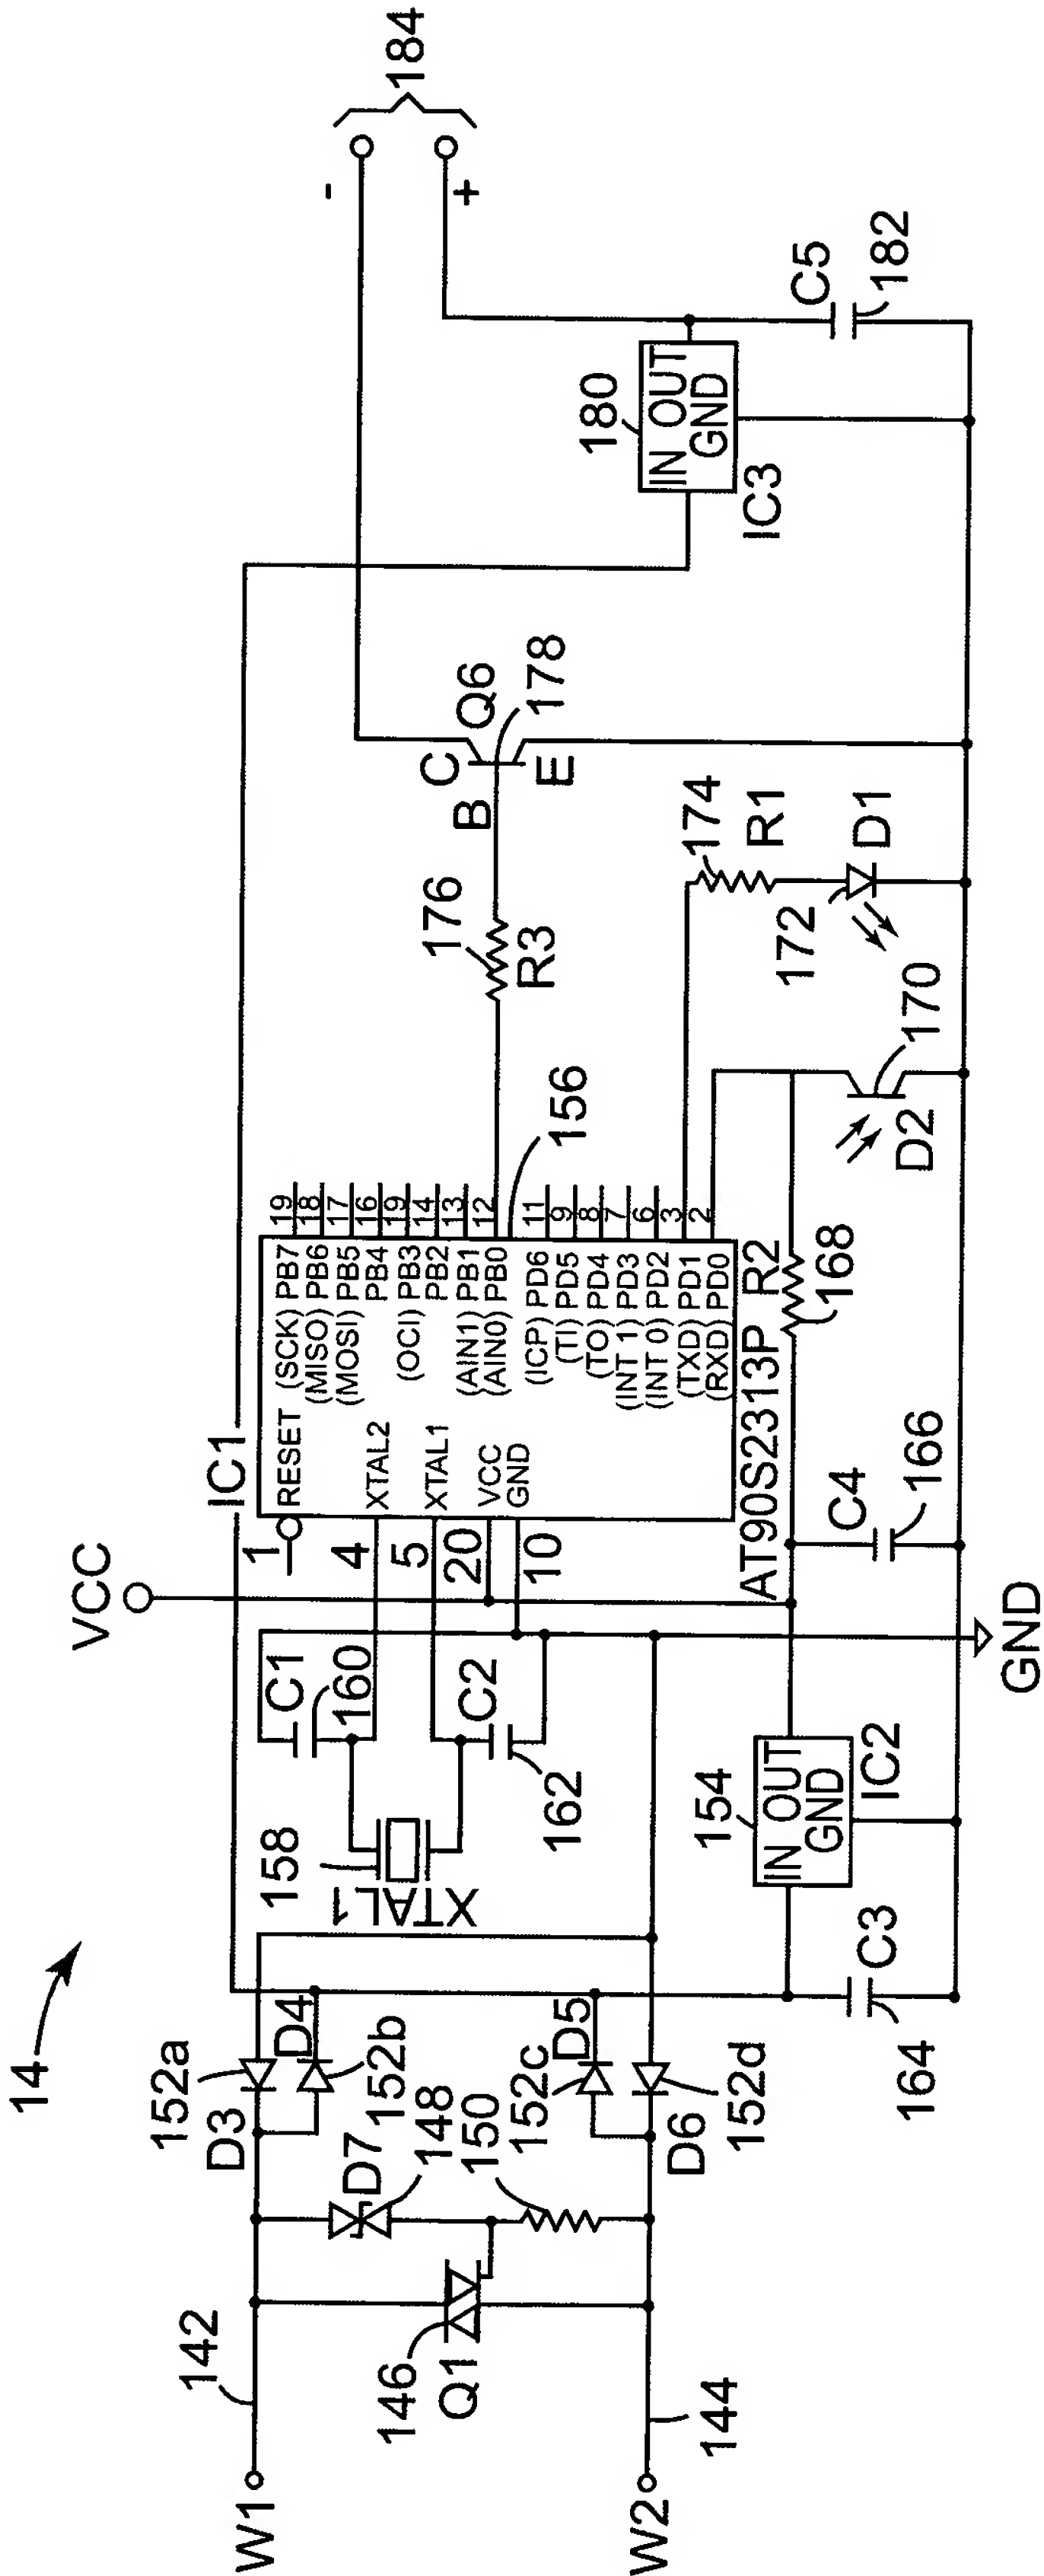 14
W1
142
W2
144
146
Q1
D7
148
150
152a
D3
D4
152b
152c
D5
D6
152d
164
C3
158
XTAL1
C1
160
C2
162
154
IN OUT
GND
IC2
VCC
GND
IC1
1
4
5
20
10
RESET
XTAL2
XTAL1
VCC
GND
(SCK) PB7 19
(MISO) PB6 18
(MOSI) PB5 17
PB4 16
(OCI) PB3 19
PB2 14
(AIN1) PB1 13
(AIN0) PB0 12
(ICP) PD6 11
(TI) PD5 9
(TO) PD4 8
(INT 1) PD3 7
(INT 0) PD2 6
(TXD) PD1 3
(RXD) PD0 2
AT90S2313P
156
C4
166
R2
168
D2
170
172
D1
174
R1
176
R3
B
C
E
Q6
178
180
IN OUT
GND
IC3
C5
182
-
+
184